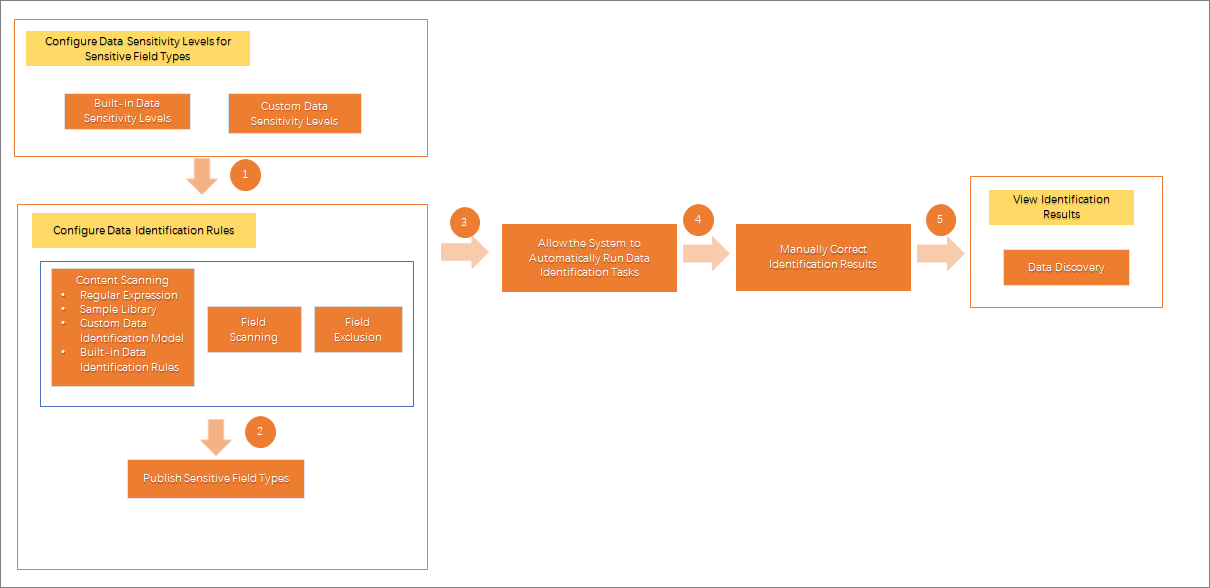 Configure Data Sensitivity Levels for
Sensitive Field Types
Built-in Data
Sensitivity Levels
Custom Data
Sensitivity Levels
1
Configure Data Identification Rules
Content Scanning
• Regular Expression
• Sample Library
• Custom Data
Identification Model
• Built-in Data
Identification Rules
Field
Scanning
Field
Exclusion
2
Publish Sensitive Field Types
3
Allow the System to
Automatically Run Data
Identification Tasks
4
Manually Correct
Identification Results
5
View Identification
Results
Data Discovery